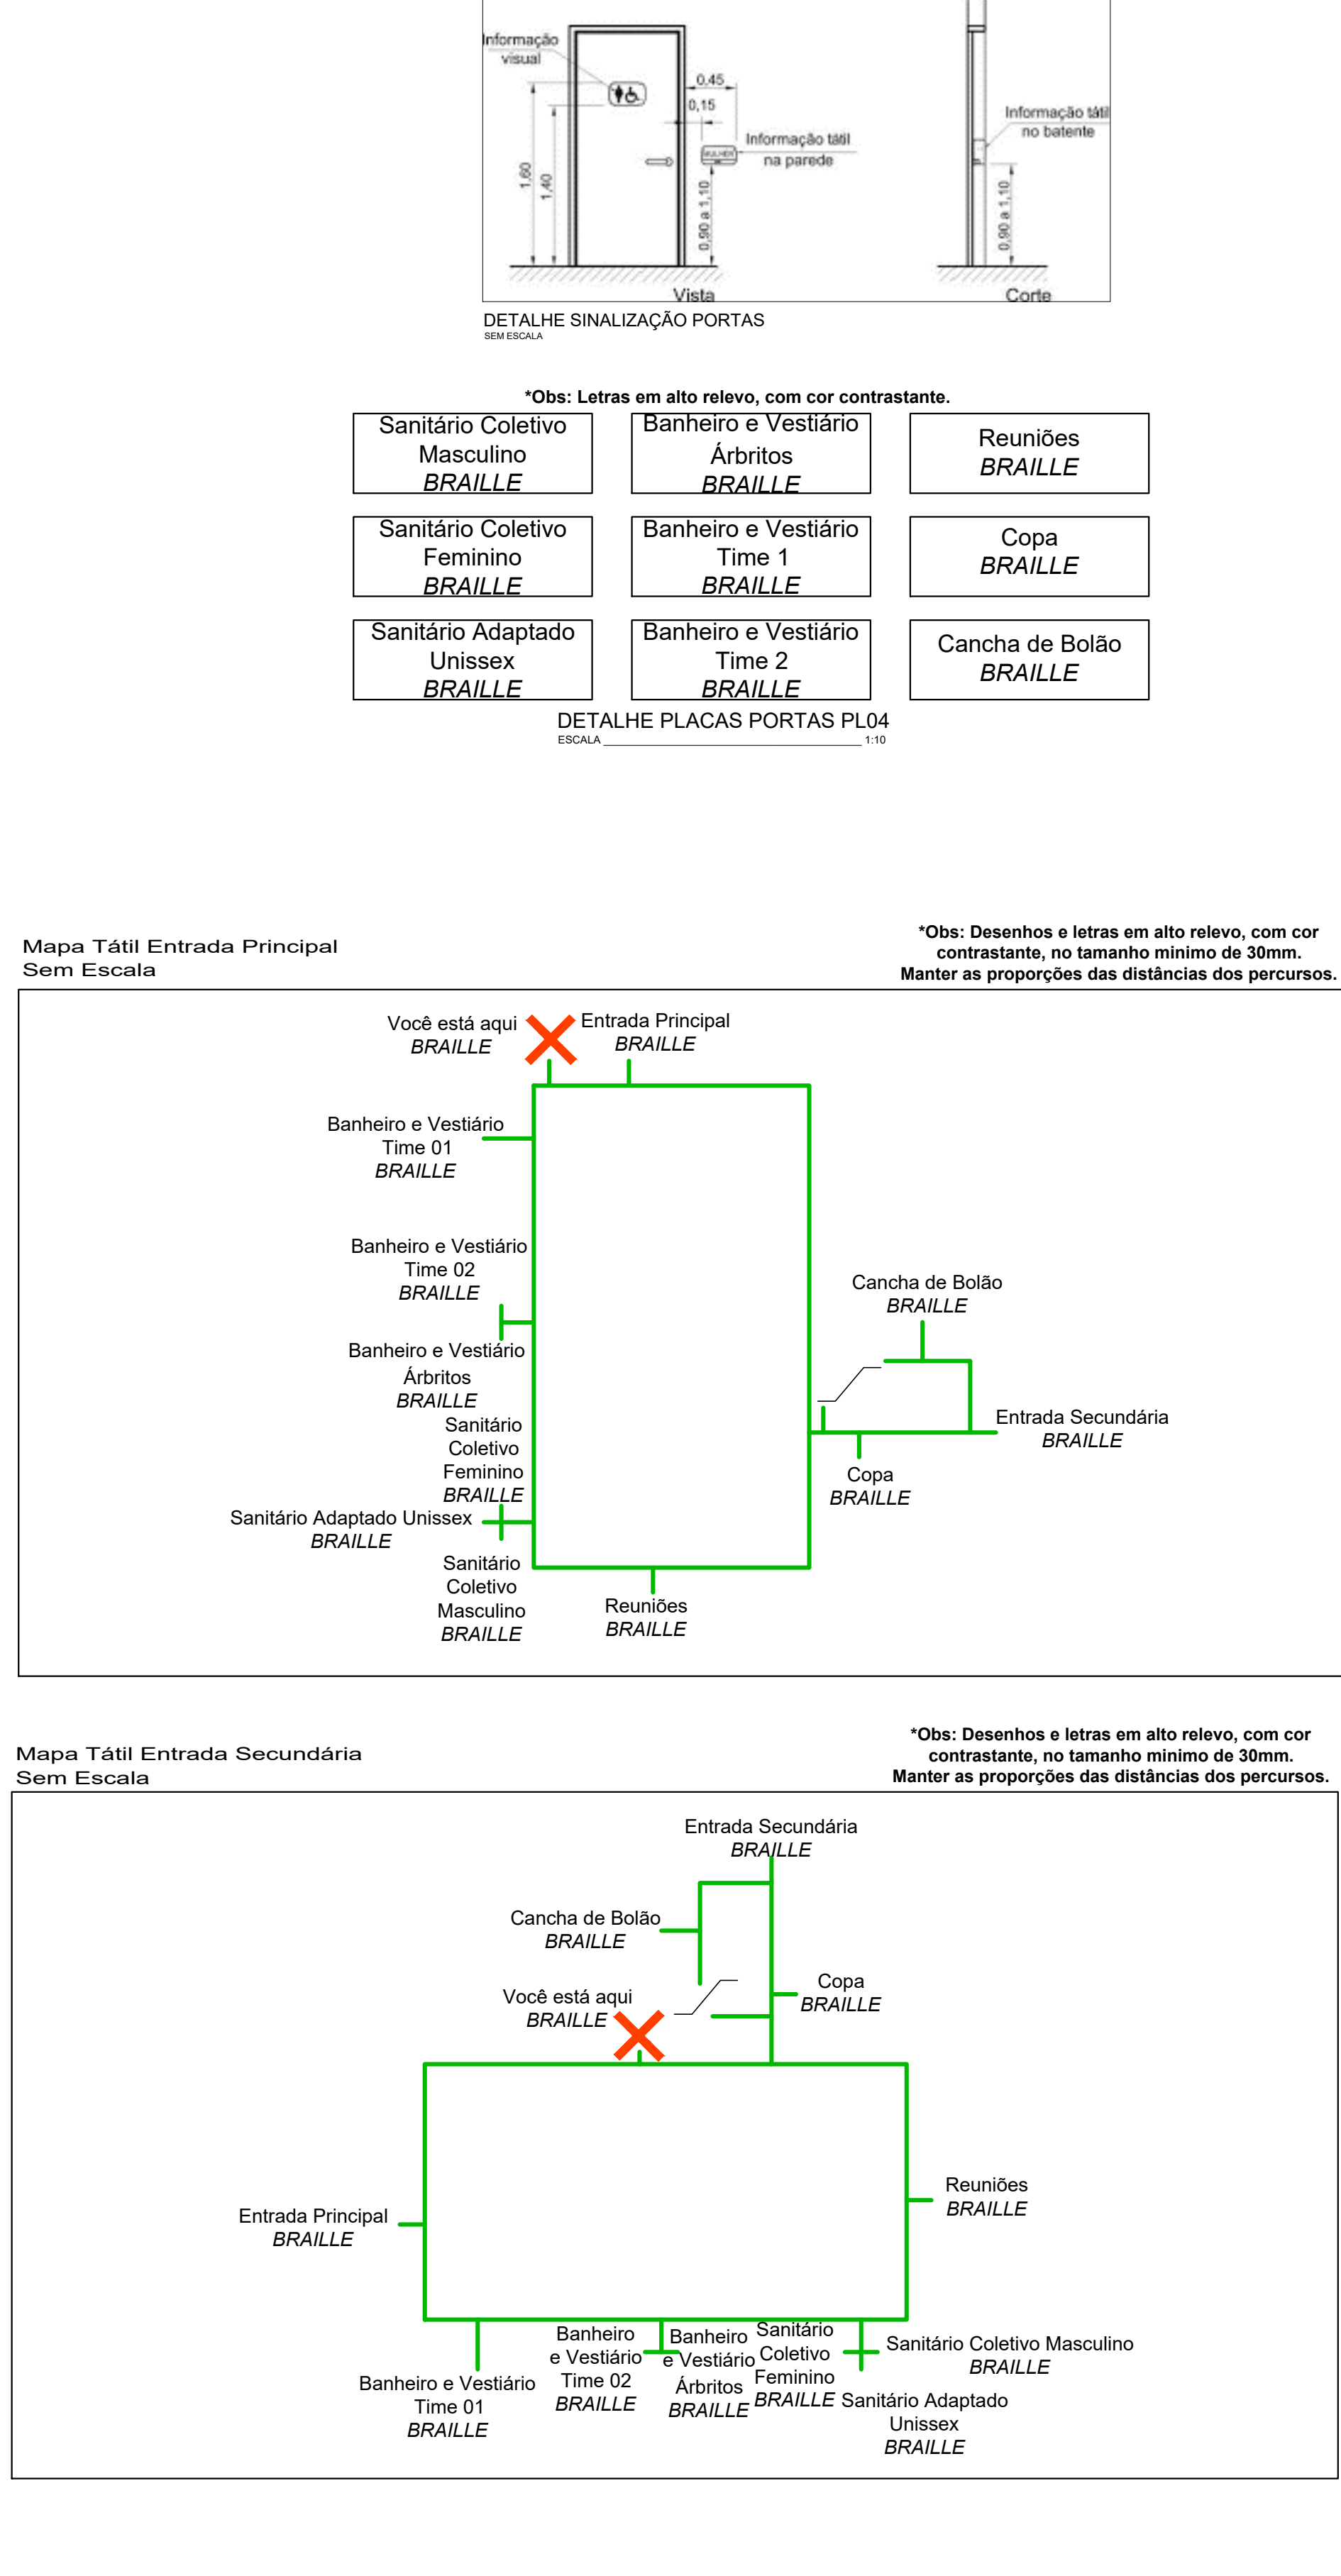 Informação
visual
0,45
0,15
Informação tátil
na parede
MULHER
1,60
1,40
0,90 a 1,10
Informação tátil
no batente
0,90 a 1,10
Vista
Corte
DETALHE SINALIZAÇÃO PORTAS
SEM ESCALA
*Obs: Letras em alto relevo, com cor contrastante.
Sanitário Coletivo
Masculino
BRAILLE
Banheiro e Vestiário
Árbritos
BRAILLE
Reuniões
BRAILLE
Sanitário Coletivo
Feminino
BRAILLE
Banheiro e Vestiário
Time 1
BRAILLE
Copa
BRAILLE
Sanitário Adaptado
Unissex
BRAILLE
Banheiro e Vestiário
Time 2
BRAILLE
Cancha de Bolão
BRAILLE
DETALHE PLACAS PORTAS PL04
ESCALA 1:10
Mapa Tátil Entrada Principal
Sem Escala
*Obs: Desenhos e letras em alto relevo, com cor
contrastante, no tamanho minimo de 30mm.
Manter as proporções das distâncias dos percursos.
Você está aqui
BRAILLE
Entrada Principal
BRAILLE
Banheiro e Vestiário
Time 01
BRAILLE
Banheiro e Vestiário
Time 02
BRAILLE
Banheiro e Vestiário
Árbritos
BRAILLE
Cancha de Bolão
BRAILLE
Entrada Secundária
BRAILLE
Copa
BRAILLE
Sanitário
Coletivo
Feminino
BRAILLE
Sanitário Adaptado Unissex
BRAILLE
Sanitário
Coletivo
Masculino
BRAILLE
Reuniões
BRAILLE
Mapa Tátil Entrada Secundária
Sem Escala
*Obs: Desenhos e letras em alto relevo, com cor
contrastante, no tamanho minimo de 30mm.
Manter as proporções das distâncias dos percursos.
Entrada Secundária
BRAILLE
Cancha de Bolão
BRAILLE
Copa
BRAILLE
Você está aqui
BRAILLE
Reuniões
BRAILLE
Entrada Principal
BRAILLE
Banheiro e Vestiário
Time 01
BRAILLE
Banheiro
e Vestiário
Time 02
BRAILLE
Banheiro
e Vestiário
Árbritos
BRAILLE
Sanitário
Coletivo
Feminino
BRAILLE
Sanitário Coletivo Masculino
BRAILLE
Sanitário Adaptado
Unissex
BRAILLE